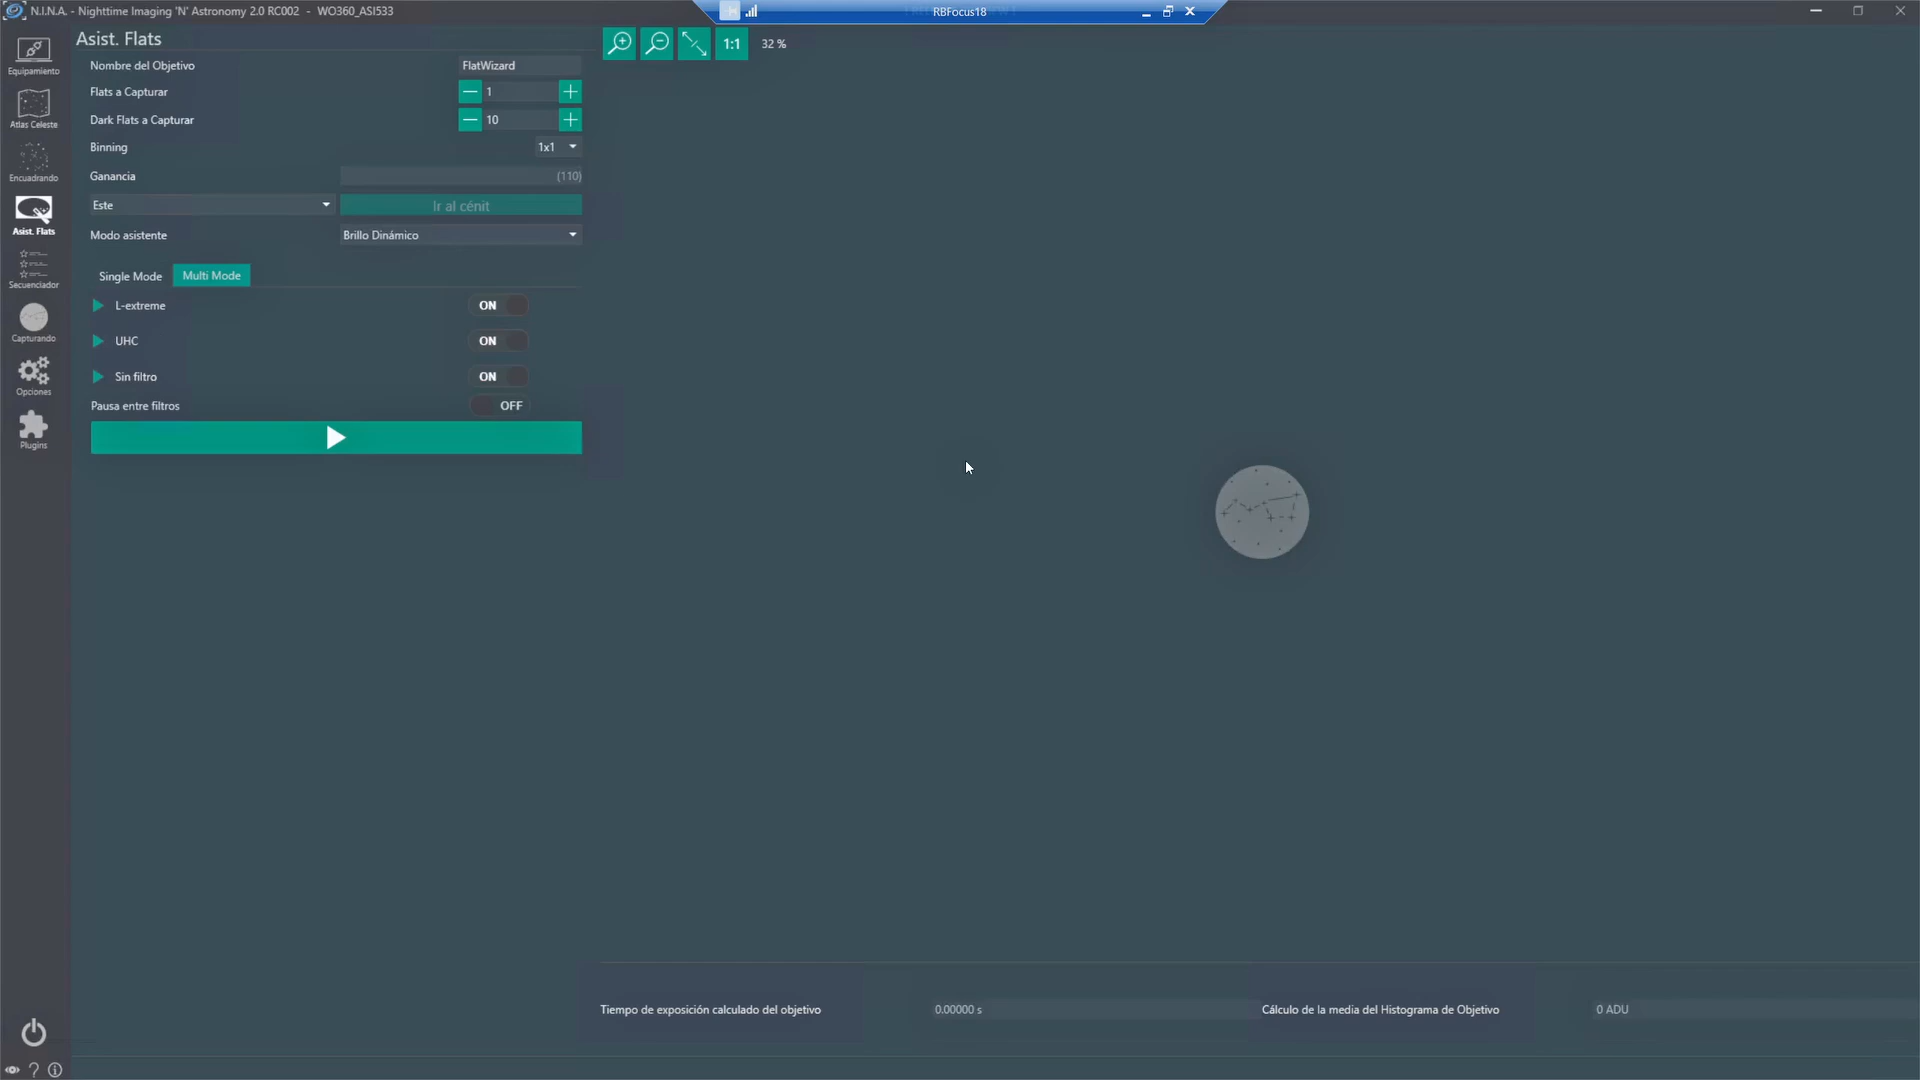 N.I.N.A. - Nighttime Imaging 'N' Astronomy 2.0 RC002 - WO360_ASI533
RBFocus18
Equipamiento
Atlas Celeste
Encuadrando
Asist. Flats
Secuenciador
Capturando
Opciones
Plugins
Asist. Flats
Nombre del Objetivo FlatWizard
Flats a Capturar 1
Dark Flats a Capturar 10
Binning 1x1
Ganancia (110)
Este Ir al cénit
Modo asistente Brillo Dinámico
Single Mode Multi Mode
L-extreme ON
UHC ON
Sin filtro ON
Pausa entre filtros OFF
1:1 32 %
Tiempo de exposición calculado del objetivo 0.00000 s Cálculo de la media del Histograma de Objetivo 0 ADU